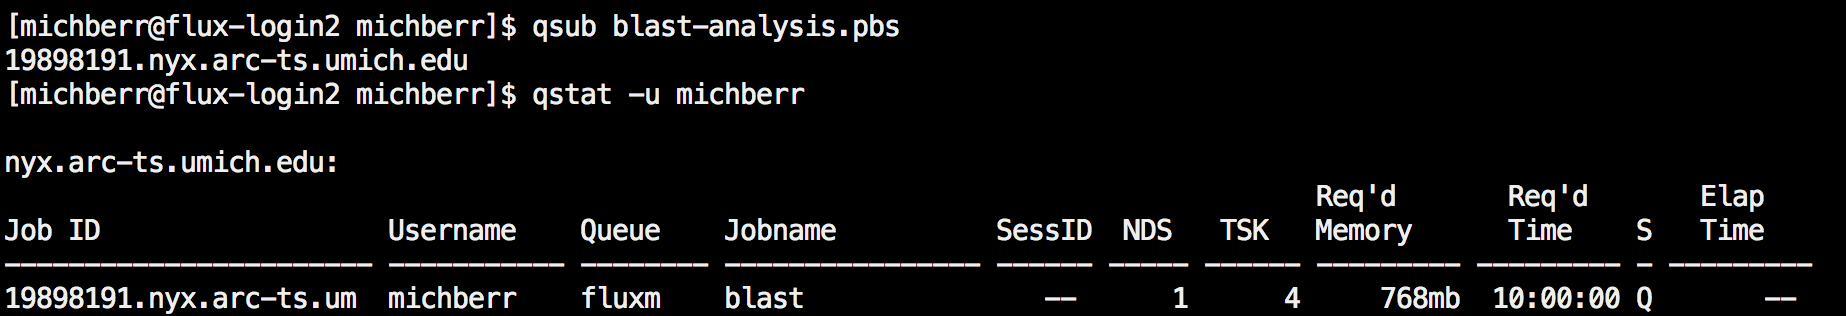 [michberr@flux-login2 michberr]$ qsub blast-analysis.pbs
19898191.nyx.arc-ts.umich.edu
[michberr@flux-login2 michberr]$ qstat -u michberr

nyx.arc-ts.umich.edu:
                                                                                  Req'd       Req'd       Elap
Job ID                  Username    Queue    Jobname          SessID  NDS   TSK   Memory      Time    S   Time
----------------------- ----------- -------- ---------------- ------ ----- ------ --------- --------- - ---------
19898191.nyx.arc-ts.um  michberr    fluxm    blast               --      1      4     768mb  10:00:00 Q       --